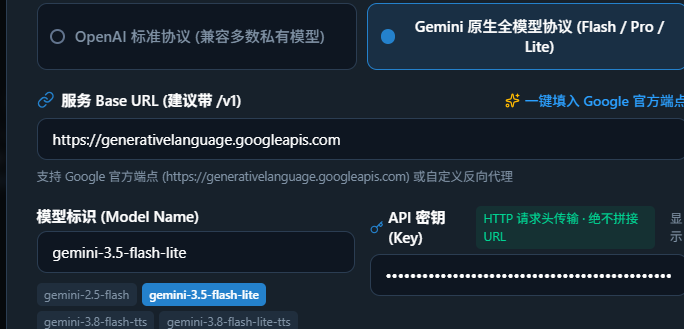 OpenAI 标准协议 (兼容多数私有模型)
Gemini 原生全模型协议 (Flash / Pro /
Lite)
服务 Base URL (建议带 /v1)
一键填入 Google 官方端点
https://generativelanguage.googleapis.com
支持 Google 官方端点 (https://generativelanguage.googleapis.com) 或自定义反向代理
模型标识 (Model Name)
API 密钥
(Key)
HTTP 请求头传输 · 绝不拼接
URL
显
示
gemini-3.5-flash-lite
••••••••••••••••••••••••••••••••••••••••••••••
gemini-2.5-flash
gemini-3.5-flash-lite
gemini-3.8-flash-tts
gemini-3.8-flash-lite-tts